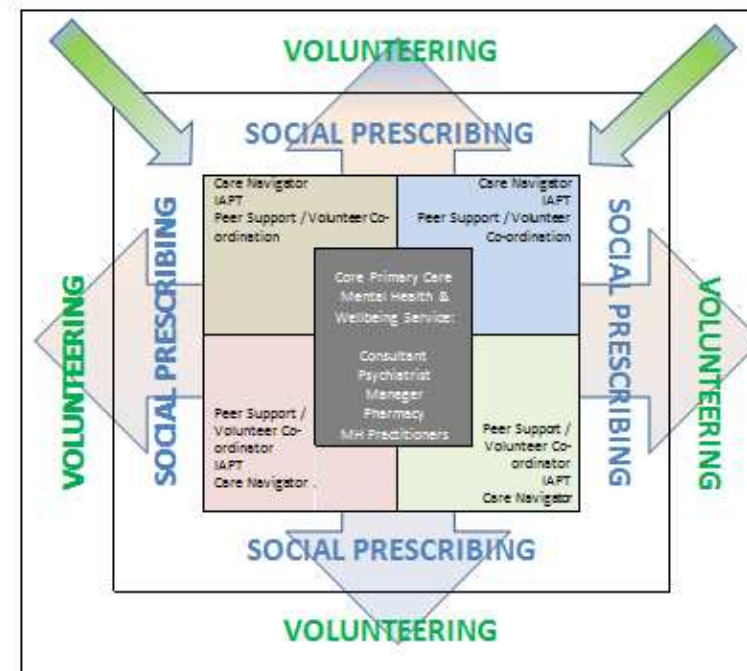 VOLUNTEERING
SOCIAL PRESCRIBING
Care Navigator
IAPT
Peer Support / Volunteer Co-
ordination
Care Navigator
IAPT
Peer Support / Volunteer
Co-ordination
VOLUNTEERING
SOCIAL PRESCRIBING
Core Primary Care
Mental Health &
Wellbeing Service:
Consultant
Psychiatrist
Manager
Pharmacy
MH Practitioners
SOCIAL PRESCRIBING
VOLUNTEERING
Peer Support /
Volunteer Co-
ordinator
IAPT
Care Navigator .
Peer Support /
Volunteer Co-
ordinator
IAPT
Care Navigator
SOCIAL PRESCRIBING
VOLUNTEERING